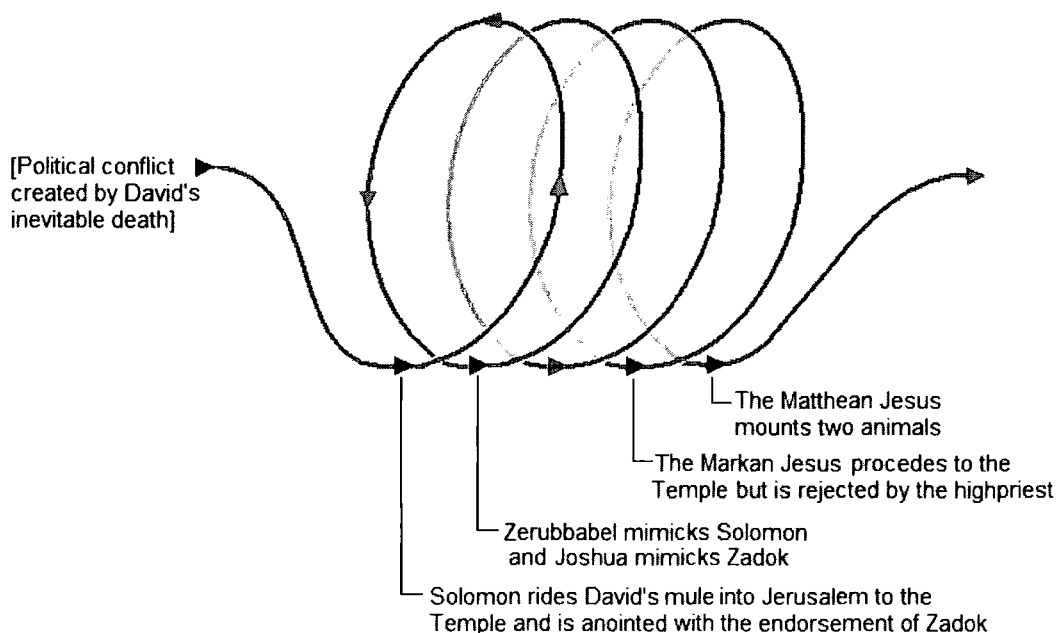 [Political conflict
created by David's
inevitable death]
The Matthean Jesus
mounts two animals
The Markan Jesus procedes to the
Temple but is rejected by the highpriest
Zerubbabel mimicks Solomon
and Joshua mimicks Zadok
Solomon rides David's mule into Jerusalem to the
Temple and is anointed with the endorsement of Zadok